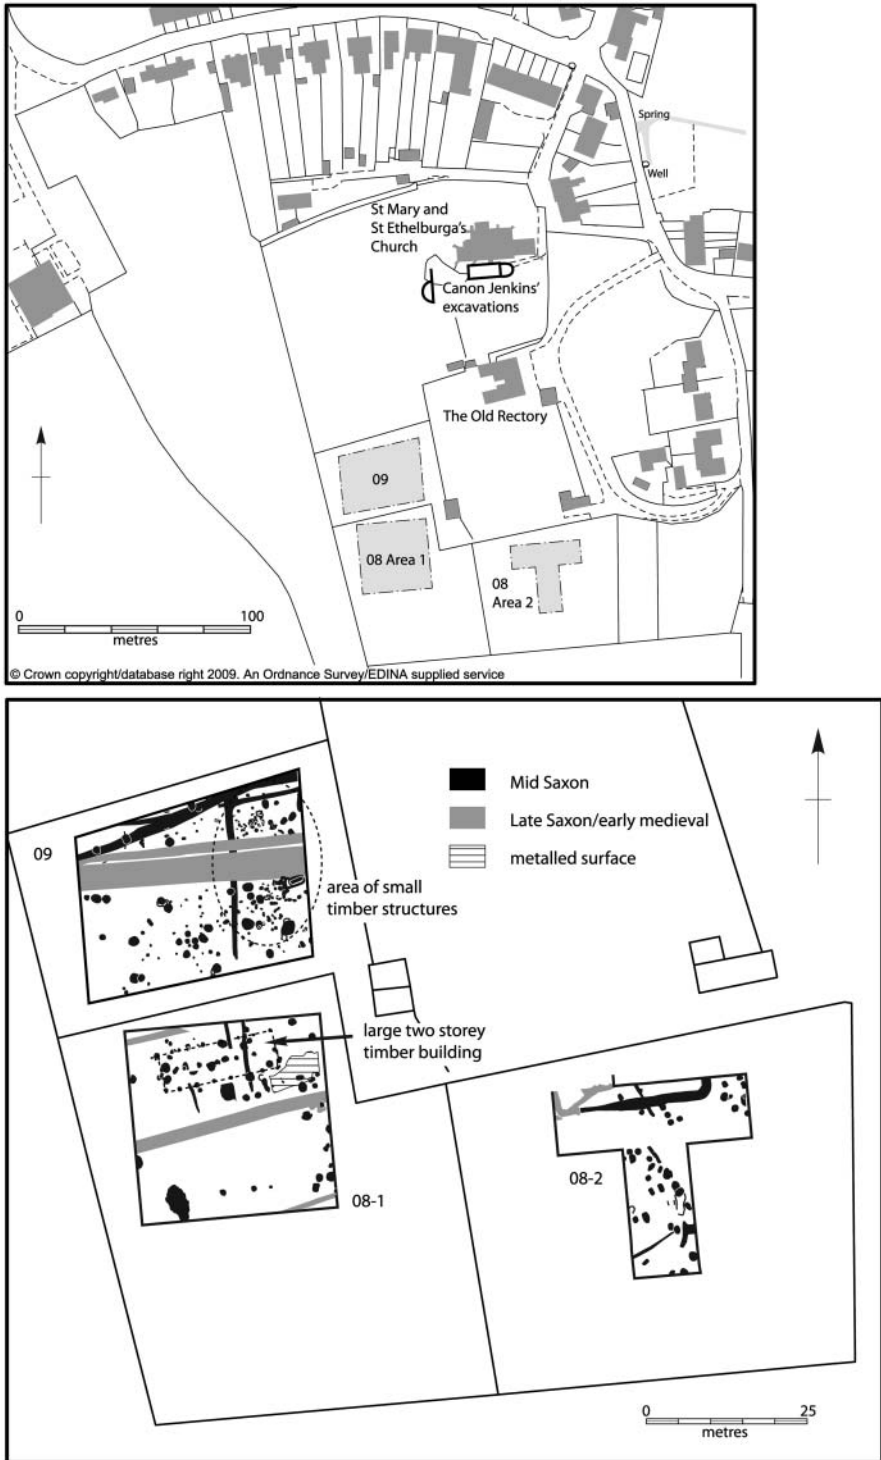 Spring
Well
St Mary and
St Ethelburga's
Church
Canon Jenkins'
excavations
The Old Rectory
09
08 Area 1
08
Area 2
0 100
metres
© Crown copyright/database right 2009. An Ordnance Survey/EDINA supplied service
Mid Saxon
Late Saxon/early medieval
metalled surface
09
area of small
timber structures
large two storey
timber building
08-2
08-1
0 25
metres